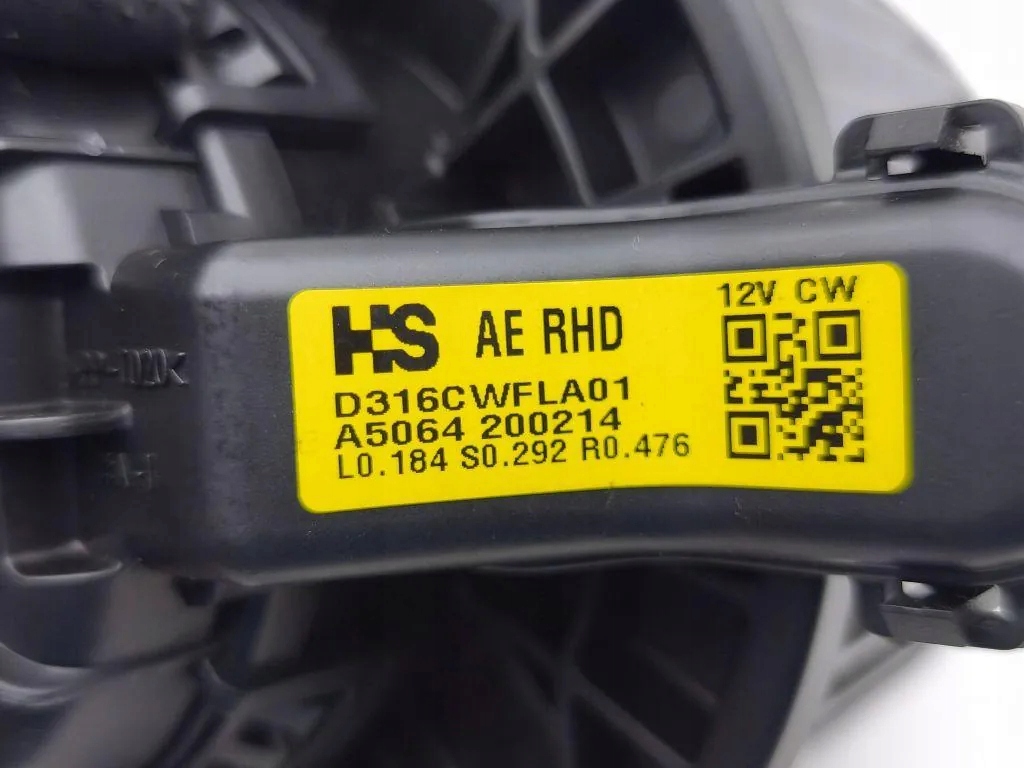 12V CW
HS AE RHD
D316CWFLA01
A5064 200214
L0.184 S0.292 R0.476